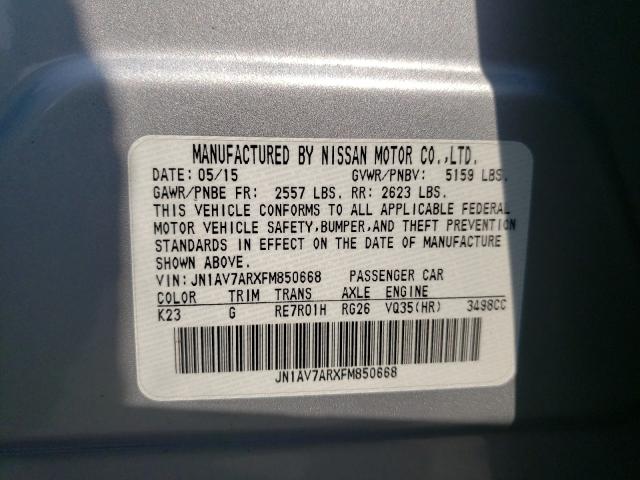 MANUFACTURED BY NISSAN MOTOR CO.,LTD.
DATE: 05/15 GVWR/PNBV: 5159 LBS.
GAWR/PNBE FR: 2557 LBS. RR: 2623 LBS.
THIS VEHICLE CONFORMS TO ALL APPLICABLE FEDERAL
MOTOR VEHICLE SAFETY,BUMPER,AND THEFT PREVENTION
STANDARDS IN EFFECT ON THE DATE OF MANUFACTURE
SHOWN ABOVE.
VIN: JN1AV7ARXFM850668 PASSENGER CAR
COLOR TRIM TRANS AXLE ENGINE
K23 G RE7R01H RG26 VQ35(HR) 3498CC
JN1AV7ARXFM850668